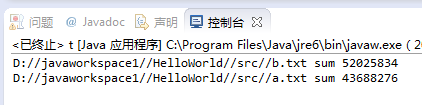 问题 @ Javadoc 声明 控制台
<已终止> t [Java 应用程序] C:\Program Files\Java\jre6\bin\javaw.exe ( 20
D://javaworkspace1//HelloWorld//src//b.txt sum 52025834
D://javaworkspace1//HelloWorld//src//a.txt sum 43688276